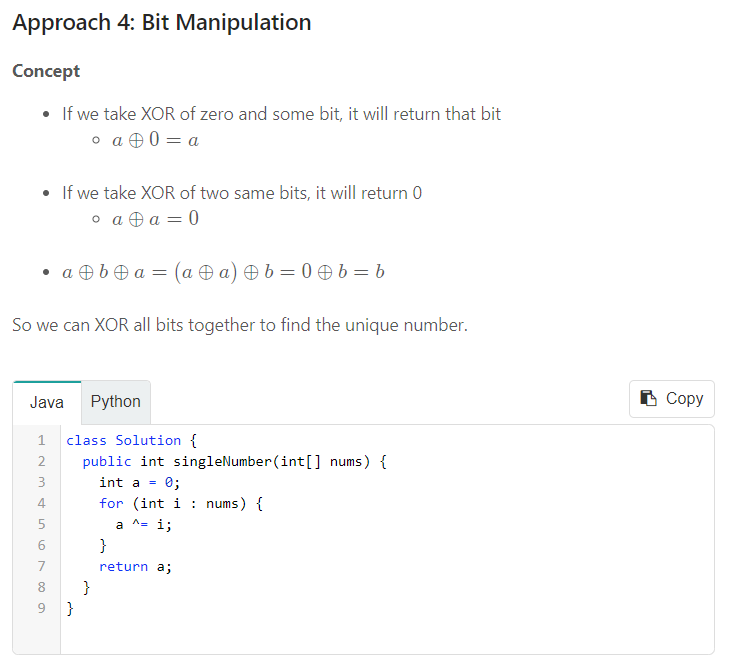 Approach 4: Bit Manipulation
Concept
• If we take XOR of zero and some bit, it will return that bit
○ a ⊕ 0 = a
• If we take XOR of two same bits, it will return 0
○ a ⊕ a = 0
• a ⊕ b ⊕ a = (a ⊕ a) ⊕ b = 0 ⊕ b = b
So we can XOR all bits together to find the unique number.
Java Python Copy
1 class Solution {
2   public int singleNumber(int[] nums) {
3     int a = 0;
4     for (int i : nums) {
5       a ^= i;
6     }
7     return a;
8   }
9 }